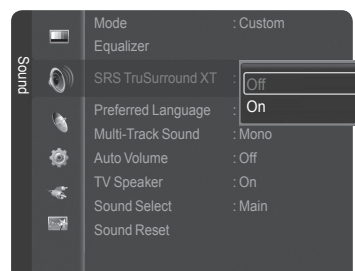 Sound
Mode : Custom
Equalizer
SRS TruSurround XT : Off
On
Preferred Language :
Multi-Track Sound : Mono
Auto Volume : Off
TV Speaker : On
Sound Select : Main
Sound Reset